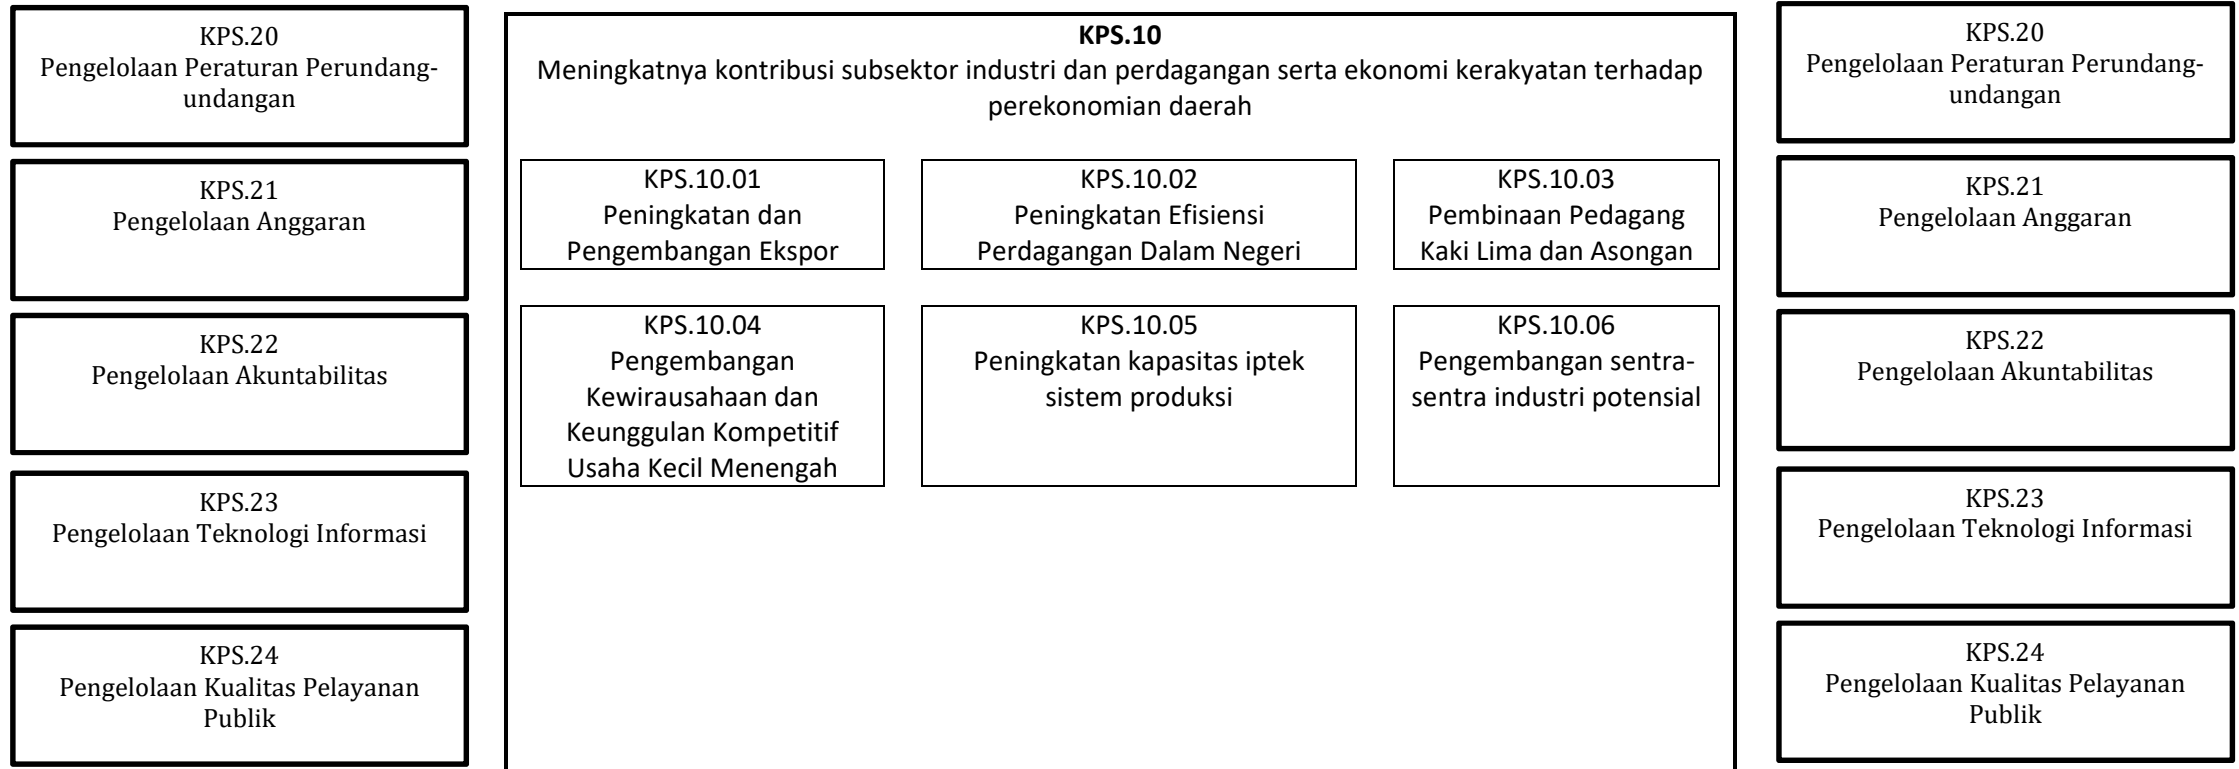 KPS.20
Pengelolaan Peraturan Perundang-
undangan
KPS.21
Pengelolaan Anggaran
KPS.22
Pengelolaan Akuntabilitas
KPS.23
Pengelolaan Teknologi Informasi
KPS.24
Pengelolaan Kualitas Pelayanan
Publik
KPS.10
Meningkatnya kontribusi subsektor industri dan perdagangan serta ekonomi kerakyatan terhadap
perekonomian daerah
KPS.10.01
Peningkatan dan
Pengembangan Ekspor
KPS.10.02
Peningkatan Efisiensi
Perdagangan Dalam Negeri
KPS.10.03
Pembinaan Pedagang
Kaki Lima dan Asongan
KPS.10.04
Pengembangan
Kewirausahaan dan
Keunggulan Kompetitif
Usaha Kecil Menengah
KPS.10.05
Peningkatan kapasitas iptek
sistem produksi
KPS.10.06
Pengembangan sentra-
sentra industri potensial
KPS.20
Pengelolaan Peraturan Perundang-
undangan
KPS.21
Pengelolaan Anggaran
KPS.22
Pengelolaan Akuntabilitas
KPS.23
Pengelolaan Teknologi Informasi
KPS.24
Pengelolaan Kualitas Pelayanan
Publik